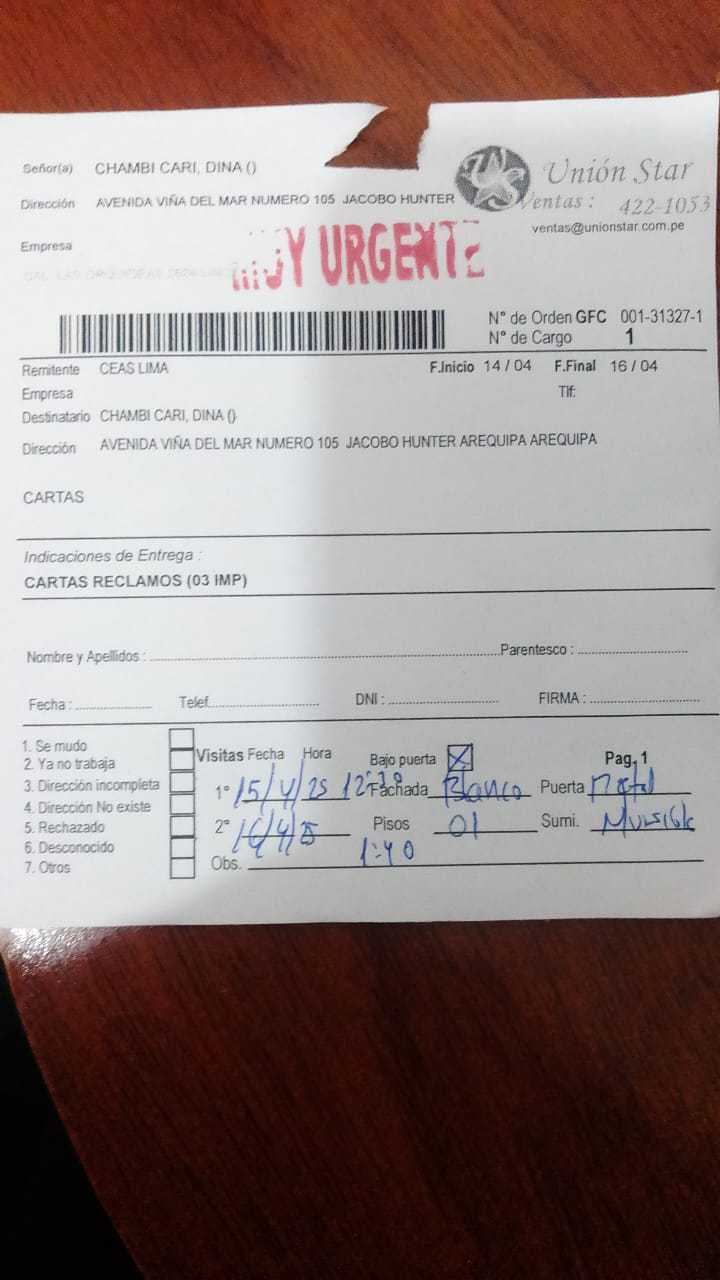 Señor(a) CHAMBI CARI, DINA ()
Unión Star
Dirección AVENIDA VIÑA DEL MAR NUMERO 105 JACOBO HUNTER
Ventas : 422-1053
ventas@unionstar.com.pe
Empresa
MUY URGENTE
N° de Orden GFC 001-31327-1
N° de Cargo 1
Remitente CEAS LIMA F.Inicio 14 / 04 F.Final 16 / 04
Empresa Tlf:
Destinatario CHAMBI CARI, DINA ()
Dirección AVENIDA VIÑA DEL MAR NUMERO 105 JACOBO HUNTER AREQUIPA AREQUIPA
CARTAS
Indicaciones de Entrega :
CARTAS RECLAMOS (03 IMP)
Nombre y Apellidos : Parentesco :
Fecha : Telef. DNI : FIRMA :
1. Se mudo
2. Ya no trabaja
3. Dirección incompleta
4. Dirección No existe
5. Rechazado
6. Desconocido
7. Otros
Visitas Fecha Hora Bajo puerta X Pag. 1
1° 15/4/25 12:30 Fachada Blanco Puerta
2° 16/4/25 Pisos 01 Sumi.
1:40
Obs.